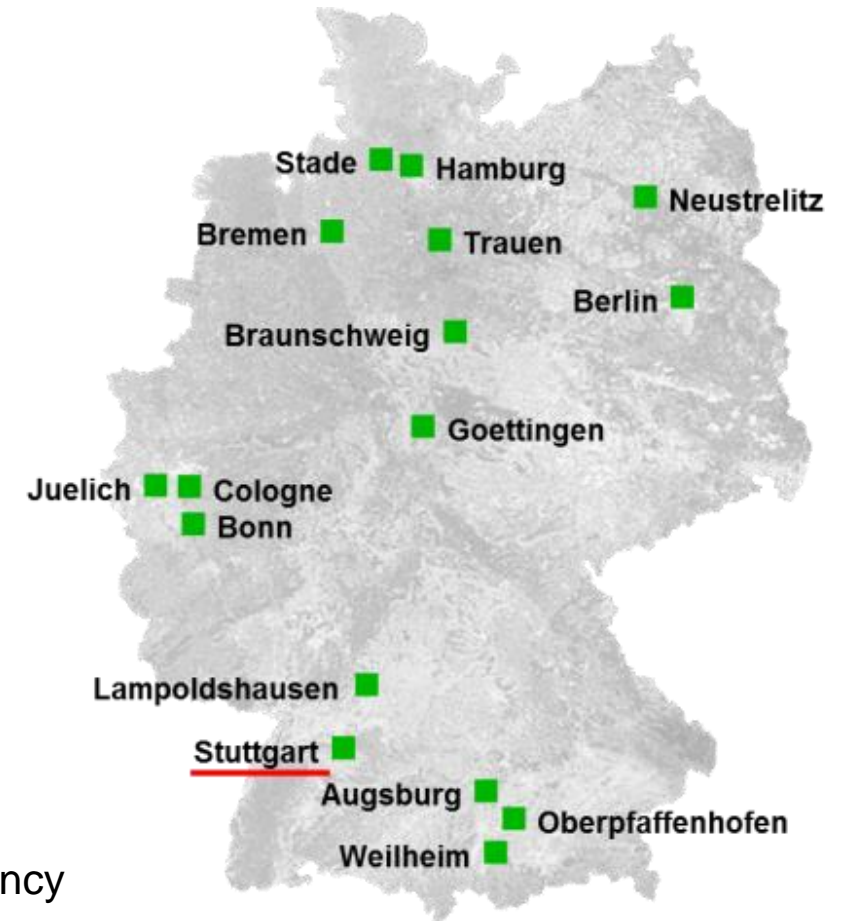 Stade
Hamburg
Neustrelitz
Bremen
Trauen
Berlin
Braunschweig
Goettingen
Juelich
Cologne
Bonn
Lampoldshausen
Stuttgart
Augsburg
Oberpfaffenhofen
Weilheim
ncy